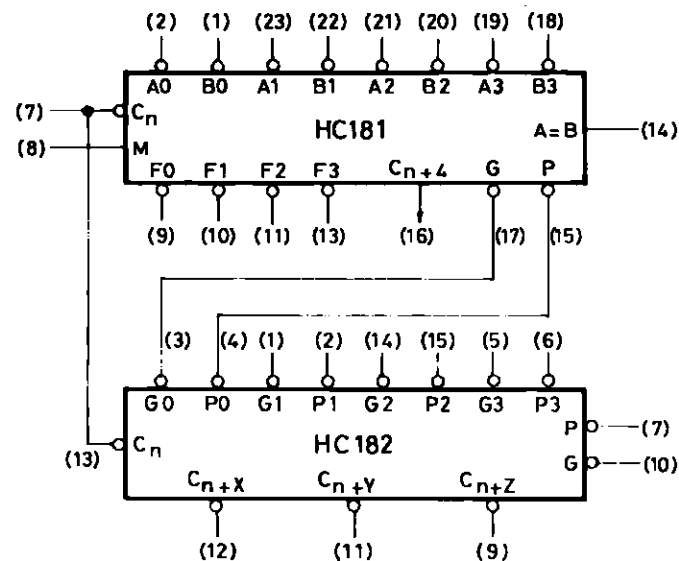 (2) (1) (23) (22) (21) (20) (19) (18)
A0 B0 A1 B1 A2 B2 A3 B3
(7) Cn HC181 A=B (14)
(8) M
F0 F1 F2 F3 Cn+4 G P
(9) (10) (11) (13) (16) (17) (15)
(3) (4) (1) (2) (14) (15) (5) (6)
G0 P0 G1 P1 G2 P2 G3 P3
P (7)
(13) Cn HC182
G (10)
Cn+X Cn+Y Cn+Z
(12) (11) (9)